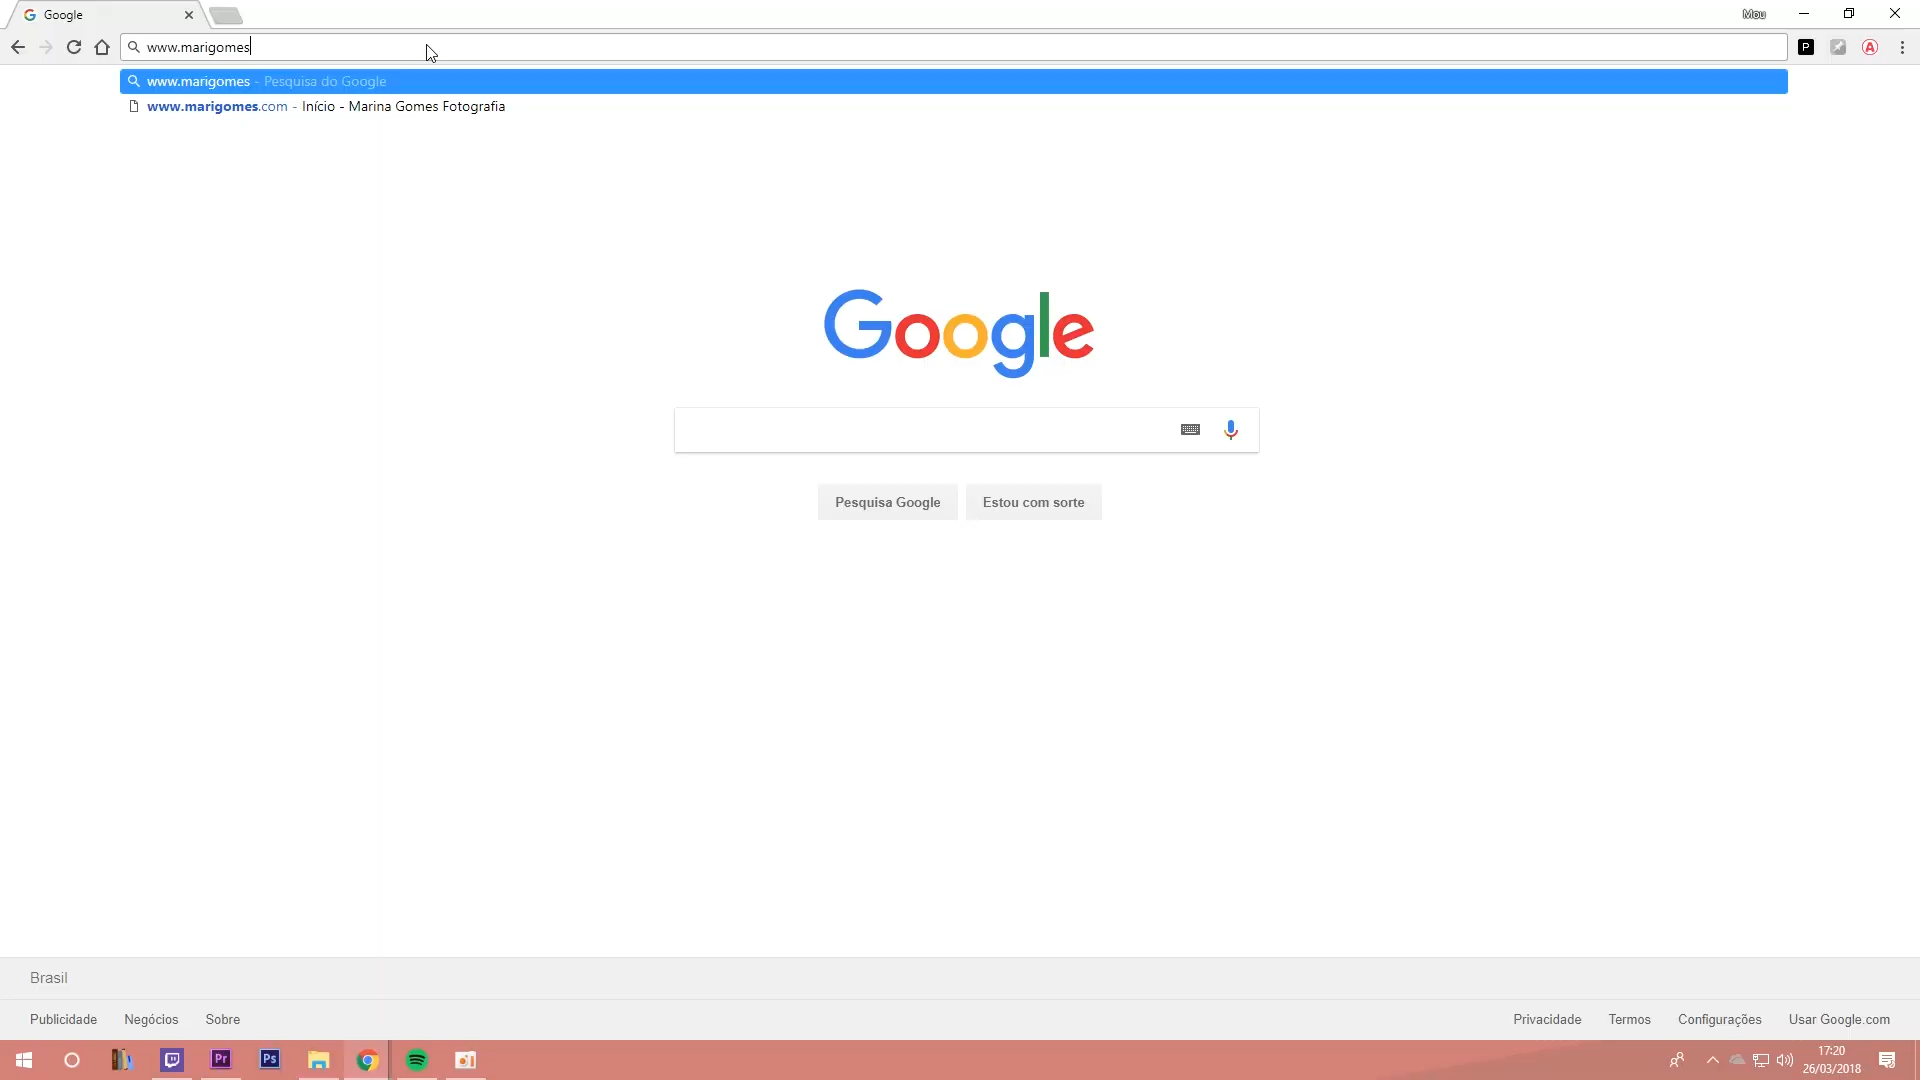 Google
Mou
www.marigomes
www.marigomes - Pesquisa do Google
www.marigomes.com - Início - Marina Gomes Fotografia
Google
Pesquisa Google
Estou com sorte
Brasil
Publicidade
Negócios
Sobre
Privacidade
Termos
Configurações
Usar Google.com
Pr
Ps
17:20
26/03/2018